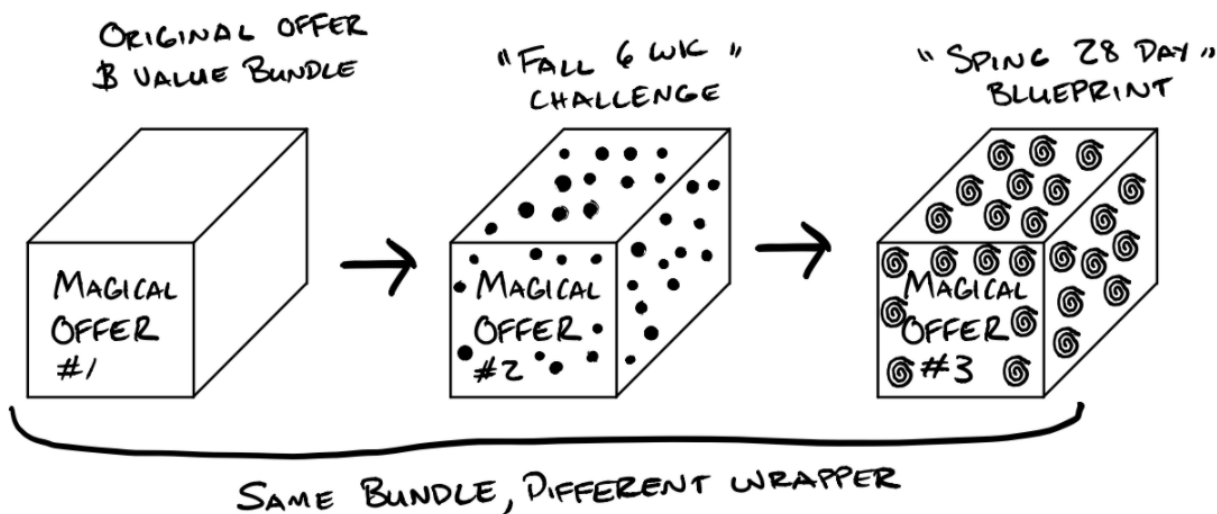 ORIGINAL OFFER
$ VALUE BUNDLE
"FALL 6 WK"
CHALLENGE
"SPING 28 DAY"
BLUEPRINT
MAGICAL
OFFER
#1
MAGICAL
OFFER
#2
MAGICAL
OFFER
#3
SAME BUNDLE, DIFFERENT WRAPPER